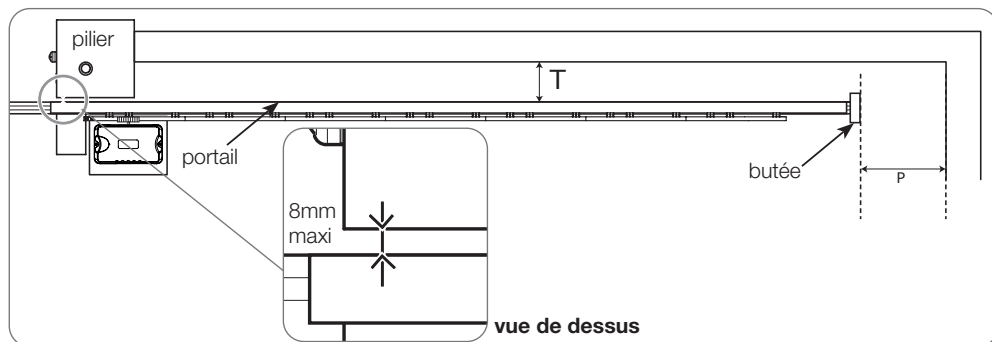 pilier
T
portail
butée
P
8mm
maxi
vue de dessus